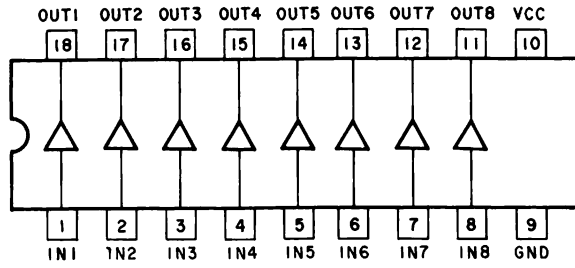 OUT1 OUT2 OUT3 OUT4 OUT5 OUT6 OUT7 OUT8 VCC
18 17 16 15 14 13 12 11 10
1 2 3 4 5 6 7 8 9
IN1 IN2 IN3 IN4 IN5 IN6 IN7 IN8 GND